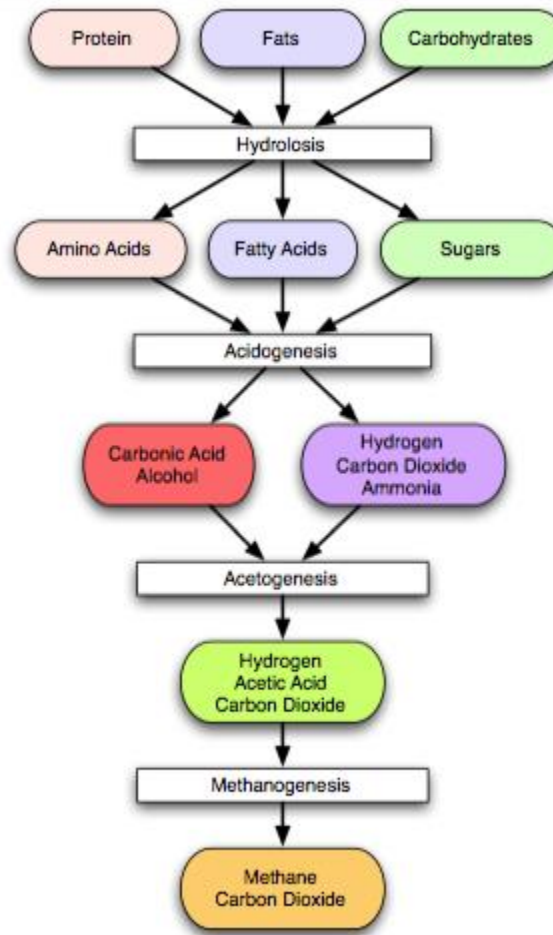 Protein
Fats
Carbohydrates
Hydrolosis
Amino Acids
Fatty Acids
Sugars
Acidogenesis
Carbonic Acid
Alcohol
Hydrogen
Carbon Dioxide
Ammonia
Acetogenesis
Hydrogen
Acetic Acid
Carbon Dioxide
Methanogenesis
Methane
Carbon Dioxide